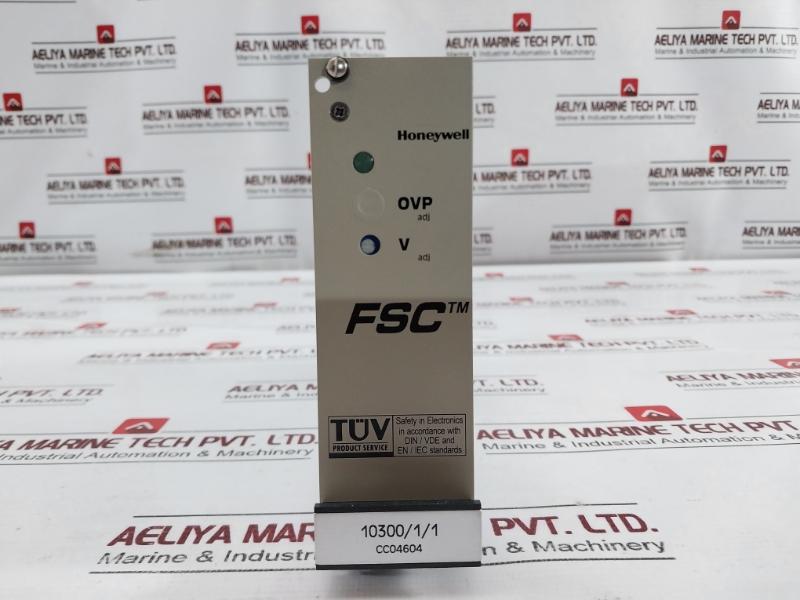 AELIYA MARINE TECH PVT. LTD.
Marine & Industrial Automation & Machinery
Honeywell
OVP
adj
V
adj
FSC™
TÜV
PRODUCT SERVICE
Safety in Electronics
in accordance with
DIN / VDE and
EN / IEC standards
10300/1/1
CC04604